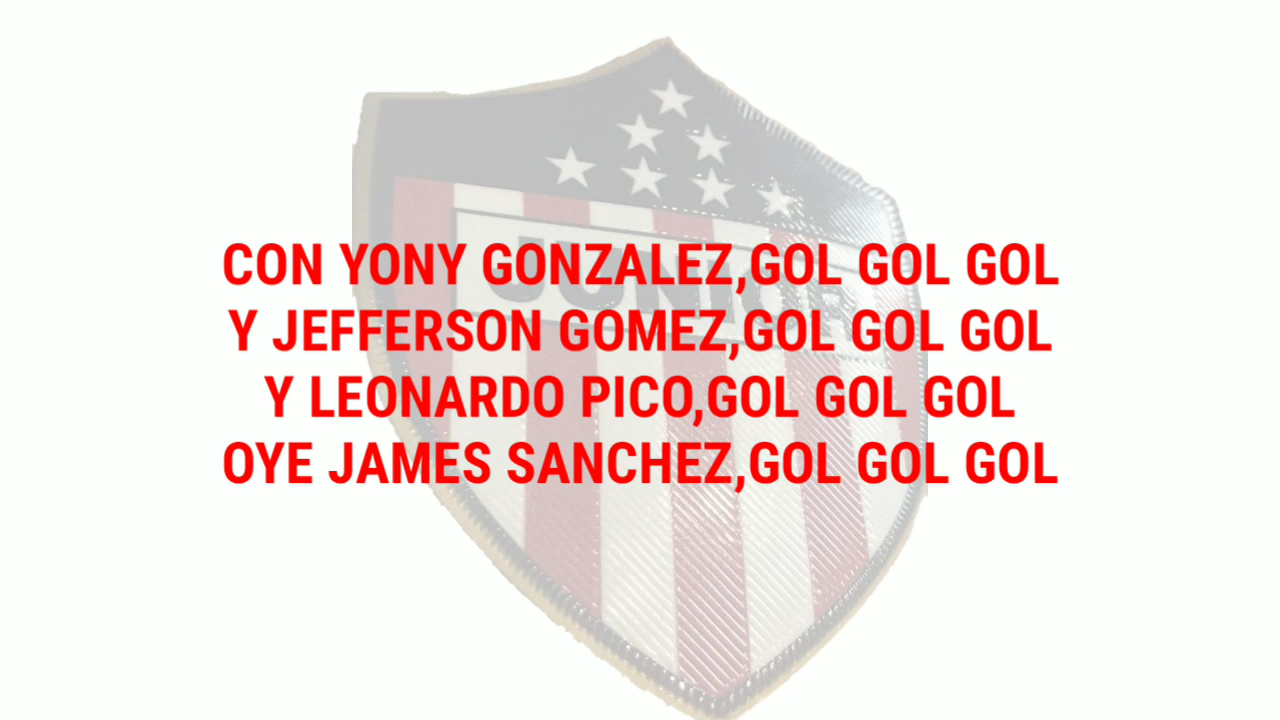 JUNIOR
CON YONY GONZALEZ,GOL GOL GOL
Y JEFFERSON GOMEZ,GOL GOL GOL
Y LEONARDO PICO,GOL GOL GOL
OYE JAMES SANCHEZ,GOL GOL GOL